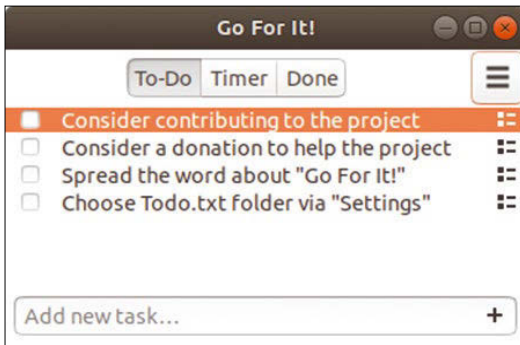 Go For It!
To-Do Timer Done
Consider contributing to the project
Consider a donation to help the project
Spread the word about "Go For It!"
Choose Todo.txt folder via "Settings"
Add new task...